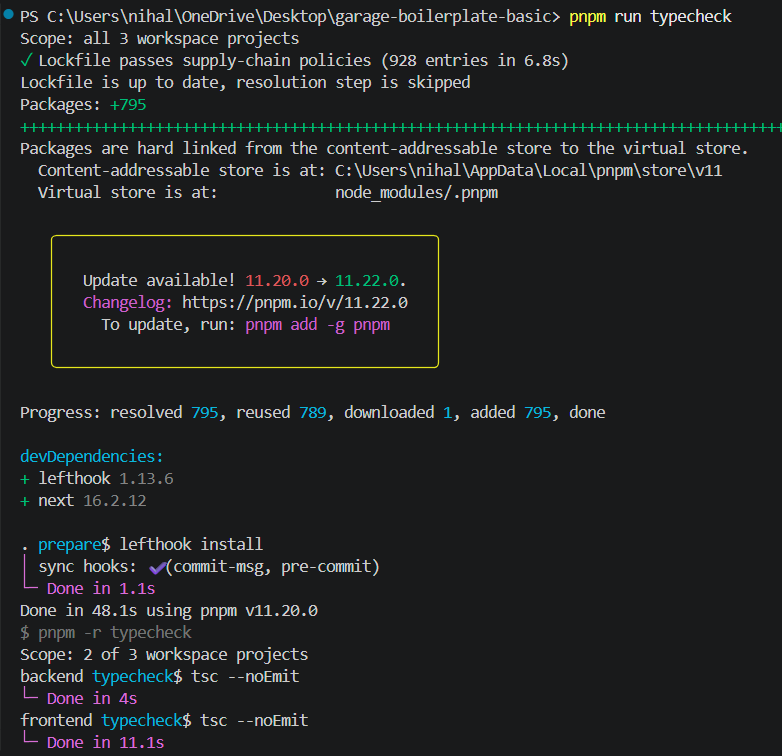 PS C:\Users\nihal\OneDrive\Desktop\garage-boilerplate-basic> pnpm run typecheck
Scope: all 3 workspace projects
✓ Lockfile passes supply-chain policies (928 entries in 6.8s)
Lockfile is up to date, resolution step is skipped
Packages: +795
++++++++++++++++++++++++++++++++++++++++++++++++++++++++++++++++++++++++++++++++++++
Packages are hard linked from the content-addressable store to the virtual store.
  Content-addressable store is at: C:\Users\nihal\AppData\Local\pnpm\store\v11
  Virtual store is at:             node_modules/.pnpm
Update available! 11.20.0 → 11.22.0.
Changelog: https://pnpm.io/v/11.22.0
To update, run: pnpm add -g pnpm
Progress: resolved 795, reused 789, downloaded 1, added 795, done
devDependencies:
+ lefthook 1.13.6
+ next 16.2.12
. prepare$ lefthook install
│ sync hooks: ✔(commit-msg, pre-commit)
└─ Done in 1.1s
Done in 48.1s using pnpm v11.20.0
$ pnpm -r typecheck
Scope: 2 of 3 workspace projects
backend typecheck$ tsc --noEmit
└─ Done in 4s
frontend typecheck$ tsc --noEmit
└─ Done in 11.1s